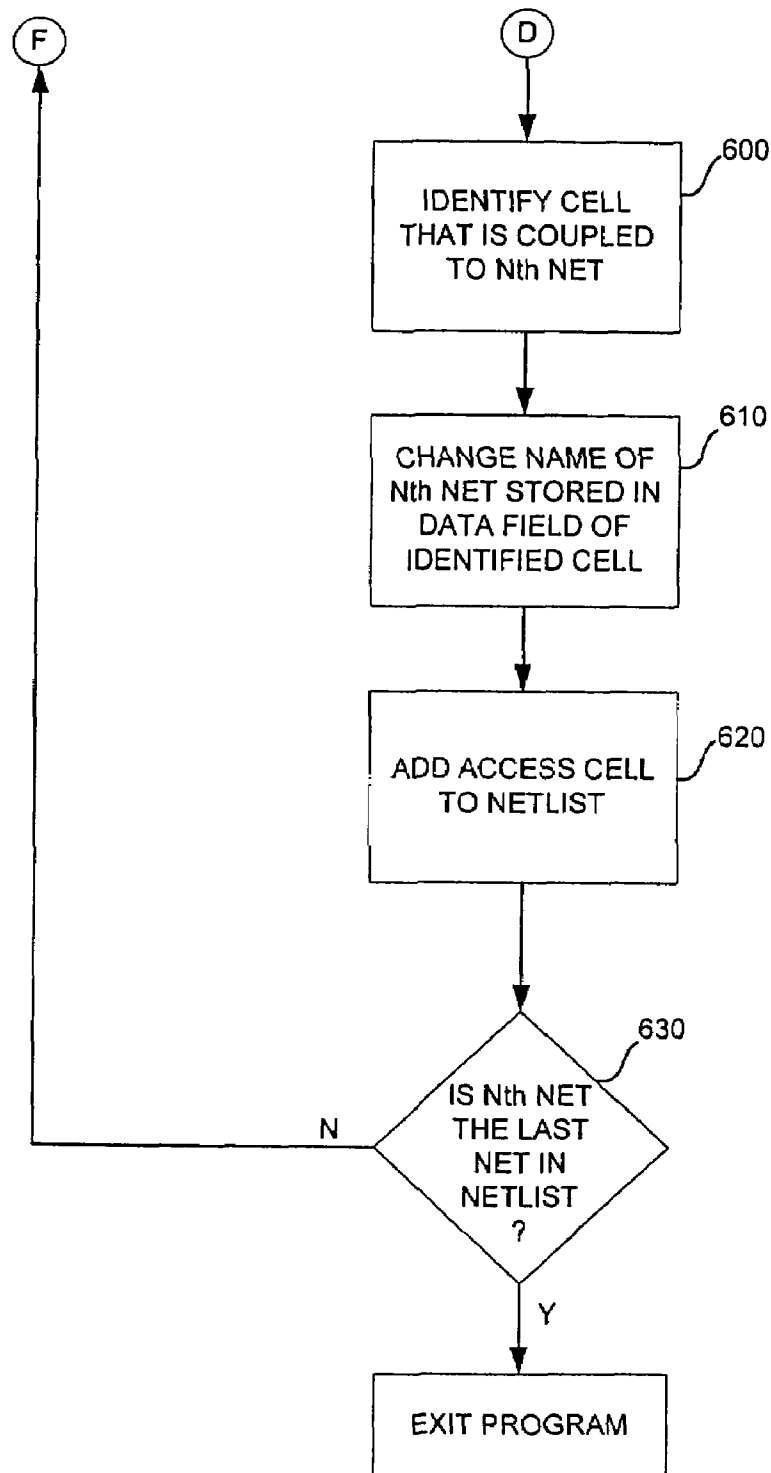 F
D
600
IDENTIFY CELL
THAT IS COUPLED
TO Nth NET
610
CHANGE NAME OF
Nth NET STORED IN
DATA FIELD OF
IDENTIFIED CELL
620
ADD ACCESS CELL
TO NETLIST
630
IS Nth NET
THE LAST
NET IN
NETLIST
?
N
Y
EXIT PROGRAM